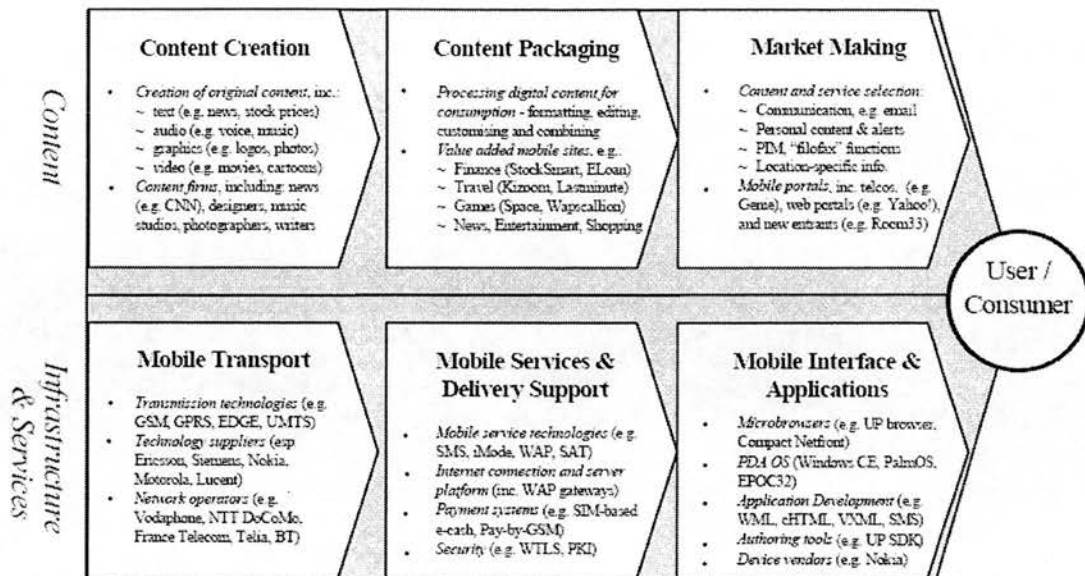 Content
Content Creation
• Creation of original content, inc.:
~ text (e.g. news, stock prices)
~ audio (e.g. voice, music)
~ graphics (e.g. logos, photos)
~ video (e.g. movies, cartoons)
• Content firms, including: news
(e.g. CNN), designers, music
studios, photographers, writers
Content Packaging
• Processing digital content for
consumption - formatting, editing,
customising and combining
• Value added mobile sites, e.g..
~ Finance (StockSmart, ELoan)
~ Travel (Kizoom, Lastminute)
~ Games (Space, Wapscallion)
~ News, Entertainment, Shopping
Market Making
• Content and service selection:
~ Communication, e.g. email
~ Personal content & alerts
~ PIM, "filofax" functions
~ Location-specific info.
• Mobile portals, inc. telcos. (e.g.
Genie), web portals (e.g. Yahoo!),
and new entrants (e.g. Room33)
User /
Consumer
Infrastructure
& Services
Mobile Transport
• Transmission technologies (e.g.
GSM, GPRS, EDGE, UMTS)
• Technology suppliers (esp
Ericsson, Siemens, Nokia,
Motorola, Lucent)
• Network operators (e.g.
Vodaphone, NTT DoCoMo,
France Telecom, Telia, BT)
Mobile Services &
Delivery Support
• Mobile service technologies (e.g.
SMS, iMode, WAP, SAT)
• Internet connection and server
platform (inc. WAP gateways)
• Payment systems (e.g. SIM-based
e-cash, Pay-by-GSM)
• Security (e.g. WTLS, PKI)
Mobile Interface &
Applications
• Microbrowsers (e.g. UP browser,
Compact Netfront)
• PDA OS (Windows CE, PalmOS,
EPOC32)
• Application Development (e.g.
WML, cHTML, VXML, SMS)
• Authoring tools (e.g. UP SDK)
• Device vendors (e.g. Nokia)